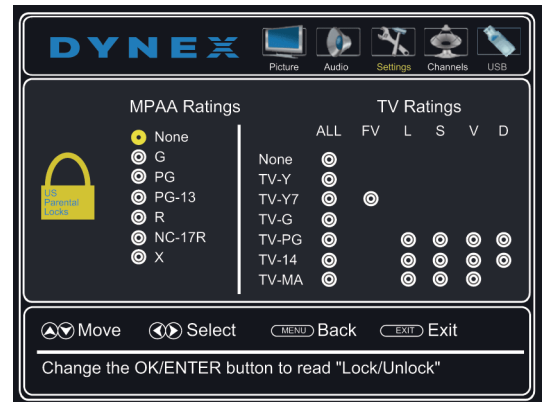 DYNEX
Picture Audio Settings Channels USB
MPAA Ratings
None
G
PG
PG-13
R
NC-17R
X
US
Parental
Locks
TV Ratings
ALL FV L S V D
None
TV-Y
TV-Y7
TV-G
TV-PG
TV-14
TV-MA
Move Select MENU Back EXIT Exit
Change the OK/ENTER button to read "Lock/Unlock"